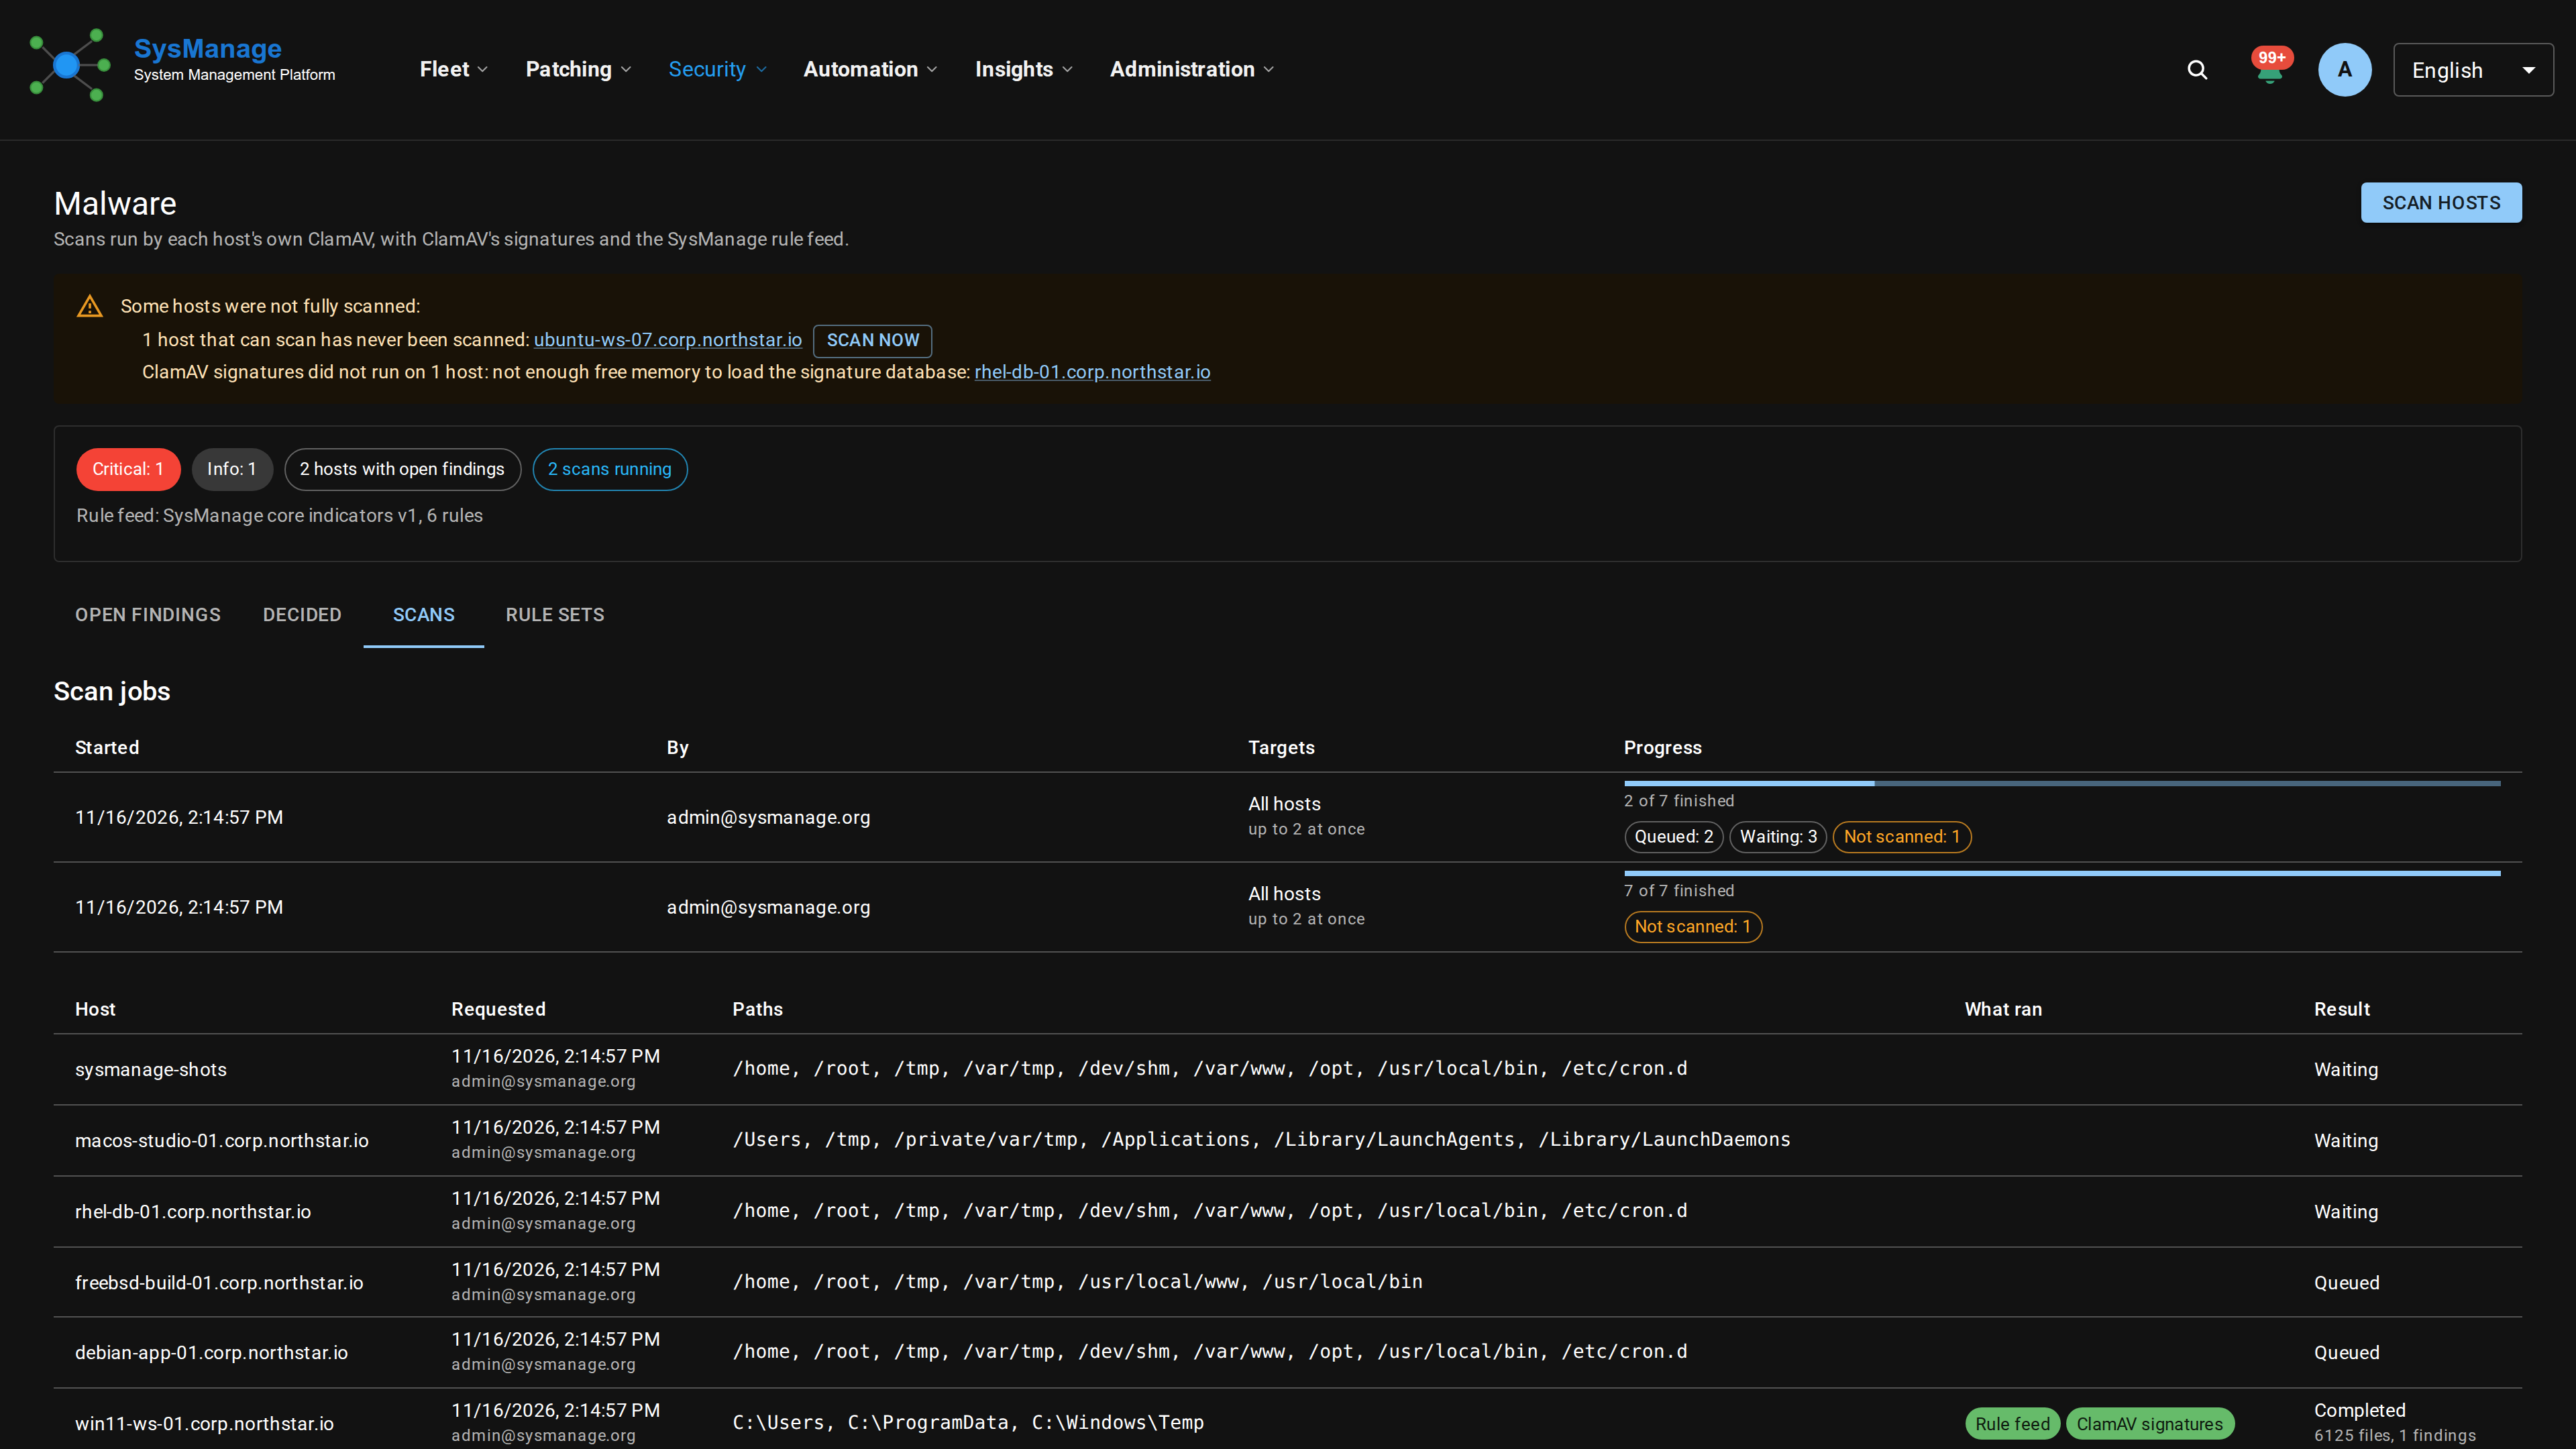 SysManage
System Management Platform
Fleet
Patching
Security
Automation
Insights
Administration
99+
A
English
Malware
SCAN HOSTS
Scans run by each host's own ClamAV, with ClamAV's signatures and the SysManage rule feed.
Some hosts were not fully scanned:
1 host that can scan has never been scanned: ubuntu-ws-07.corp.northstar.io SCAN NOW
ClamAV signatures did not run on 1 host: not enough free memory to load the signature database: rhel-db-01.corp.northstar.io
Critical: 1
Info: 1
2 hosts with open findings
2 scans running
Rule feed: SysManage core indicators v1, 6 rules
OPEN FINDINGS
DECIDED
SCANS
RULE SETS
Scan jobs
Started By Targets Progress
11/16/2026, 2:14:57 PM
admin@sysmanage.org
All hosts
up to 2 at once
2 of 7 finished
Queued: 2
Waiting: 3
Not scanned: 1
11/16/2026, 2:14:57 PM
admin@sysmanage.org
All hosts
up to 2 at once
7 of 7 finished
Not scanned: 1
Host Requested Paths What ran Result
sysmanage-shots
11/16/2026, 2:14:57 PM
admin@sysmanage.org
/home, /root, /tmp, /var/tmp, /dev/shm, /var/www, /opt, /usr/local/bin, /etc/cron.d
Waiting
macos-studio-01.corp.northstar.io
11/16/2026, 2:14:57 PM
admin@sysmanage.org
/Users, /tmp, /private/var/tmp, /Applications, /Library/LaunchAgents, /Library/LaunchDaemons
Waiting
rhel-db-01.corp.northstar.io
11/16/2026, 2:14:57 PM
admin@sysmanage.org
/home, /root, /tmp, /var/tmp, /dev/shm, /var/www, /opt, /usr/local/bin, /etc/cron.d
Waiting
freebsd-build-01.corp.northstar.io
11/16/2026, 2:14:57 PM
admin@sysmanage.org
/home, /root, /tmp, /var/tmp, /usr/local/www, /usr/local/bin
Queued
debian-app-01.corp.northstar.io
11/16/2026, 2:14:57 PM
admin@sysmanage.org
/home, /root, /tmp, /var/tmp, /dev/shm, /var/www, /opt, /usr/local/bin, /etc/cron.d
Queued
win11-ws-01.corp.northstar.io
11/16/2026, 2:14:57 PM
admin@sysmanage.org
C:\Users, C:\ProgramData, C:\Windows\Temp
Rule feed
ClamAV signatures
Completed
6125 files, 1 findings